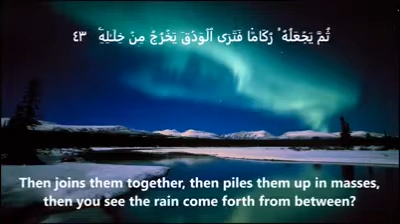 ثُمَّ يَجْعَلُهُۥ رُكَامًا فَتَرَى ٱلْوَدْقَ يَخْرُجُ مِنْ خِلَـٰلِهِۦ ٤٣
Then joins them together, then piles them up in masses,
then you see the rain come forth from between?